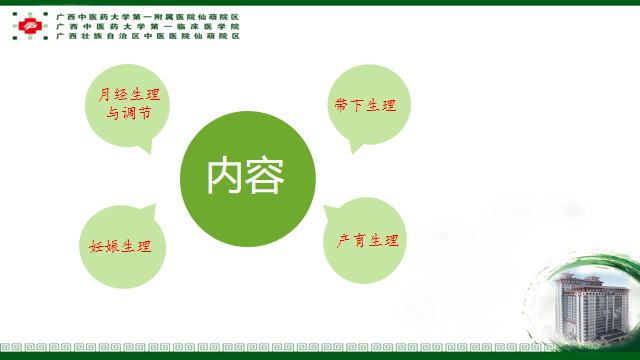 广西中医药大学第一附属医院仙葫院区
广西中医药大学第一临床医学院
广西壮族自治区中医医院仙葫院区
月经生理
与调节
带下生理
内容
妊娠生理
产育生理